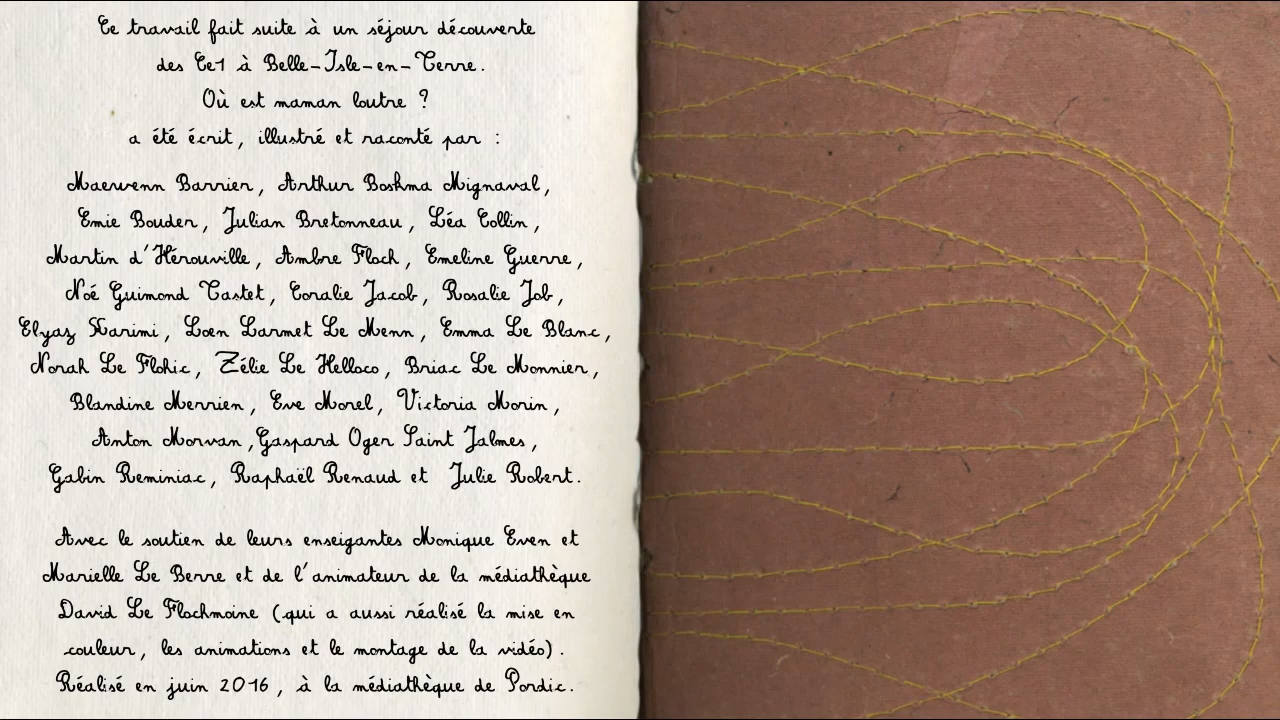 Ce travail fait suite à un séjour découverte
des Ce1 à Belle-Isle-en-Terre.
Où est maman loutre ?
a été écrit, illustré et raconté par :
Maewenn Barrier, Arthur Boshma Mignaval,
Emie Bouder, Julian Bretonneau, Léa Collin,
Martin d'Hérouville, Ambre Floch, Emeline Guerre,
Noé Guimond Castet, Coralie Jacob, Rosalie Job,
Elyaz Karimi, Loen Larmet Le Menn, Emma Le Blanc,
Norah Le Flohic, Zélie Le Helloco, Briac Le Monnier,
Blandine Merrien, Eve Morel, Victoria Morin,
Anton Morvan,Gaspard Oger Saint Jalmes,
Gabin Reminiac, Raphaël Renaud et Julie Robert.
Avec le soutien de leurs enseigantes Monique Even et
Marielle Le Berre et de l'animateur de la médiathèque
David Le Flochmoine (qui a aussi réalisé la mise en
couleur, les animations et le montage de la vidéo).
Réalisé en juin 2016, à la médiathèque de Pordic.